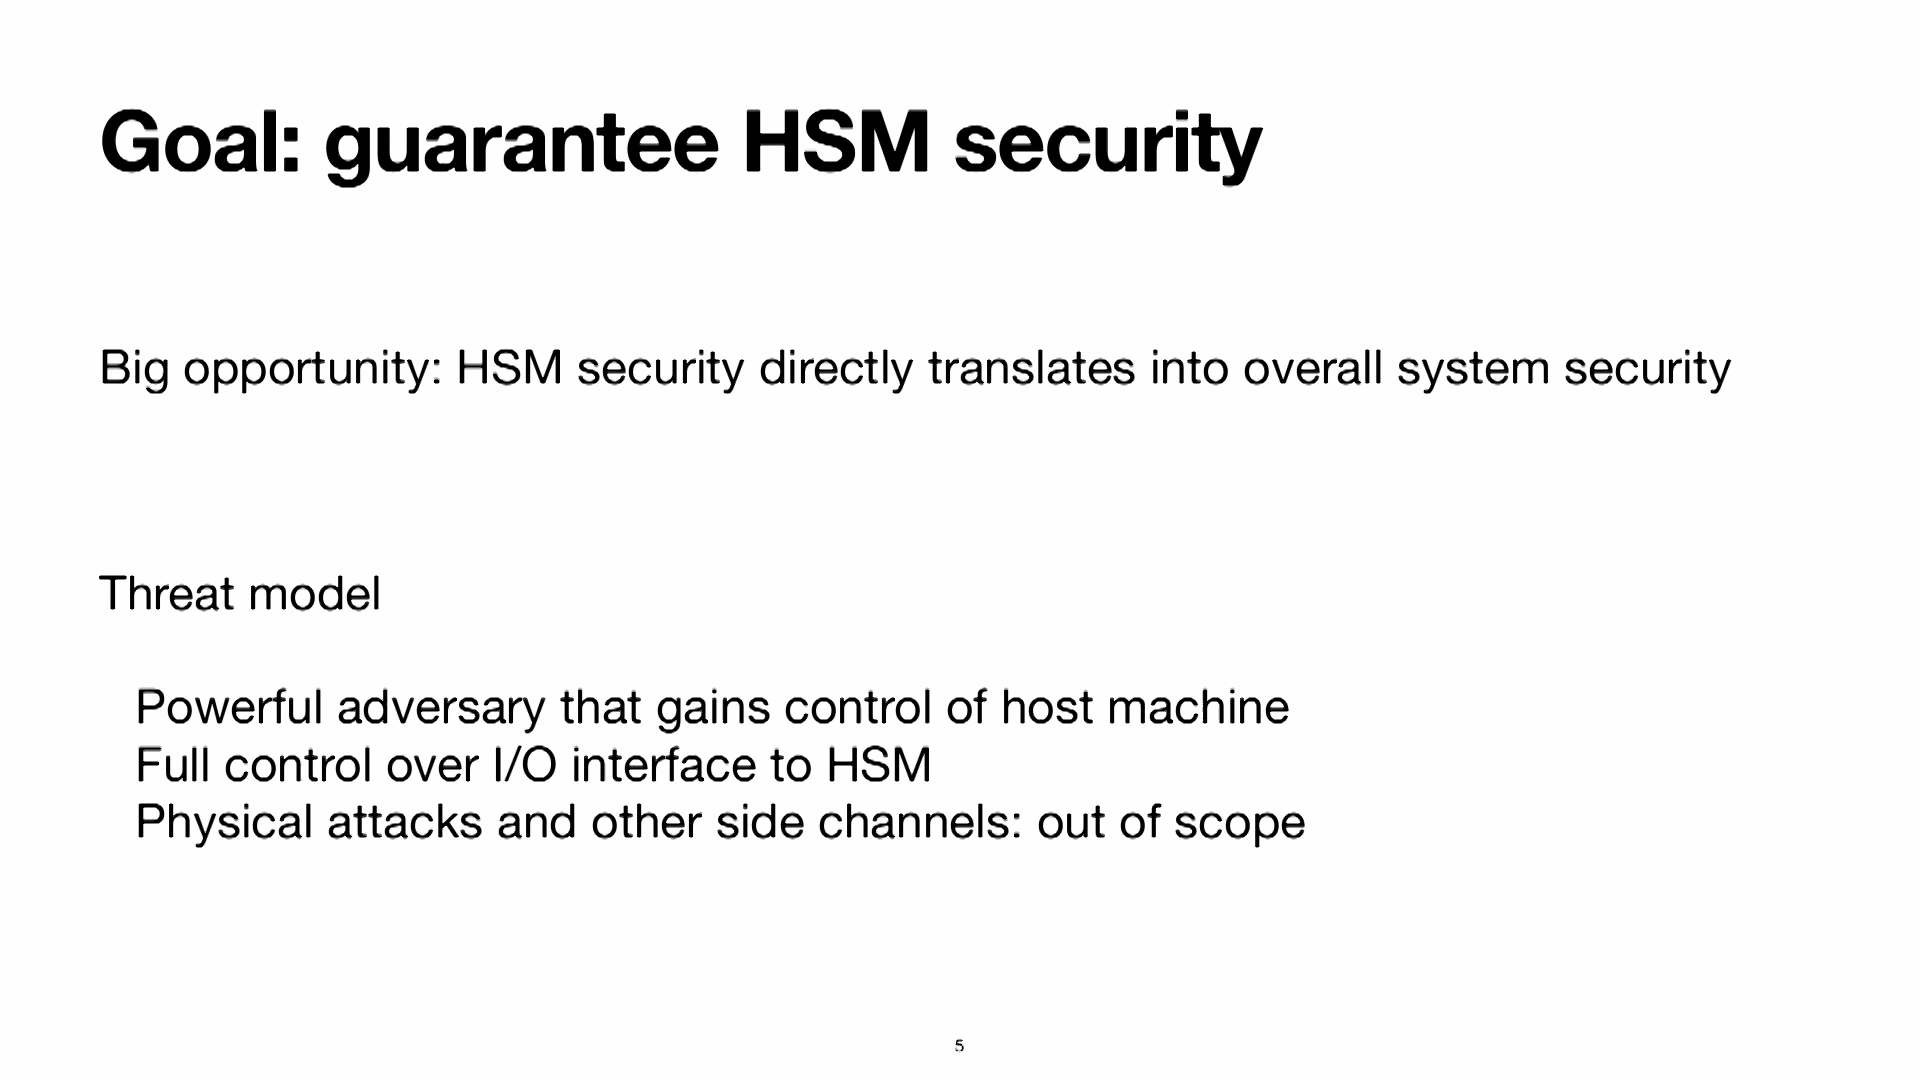 Goal: guarantee HSM security
Big opportunity: HSM security directly translates into overall system security
Threat model
Powerful adversary that gains control of host machine
Full control over I/O interface to HSM
Physical attacks and other side channels: out of scope
5